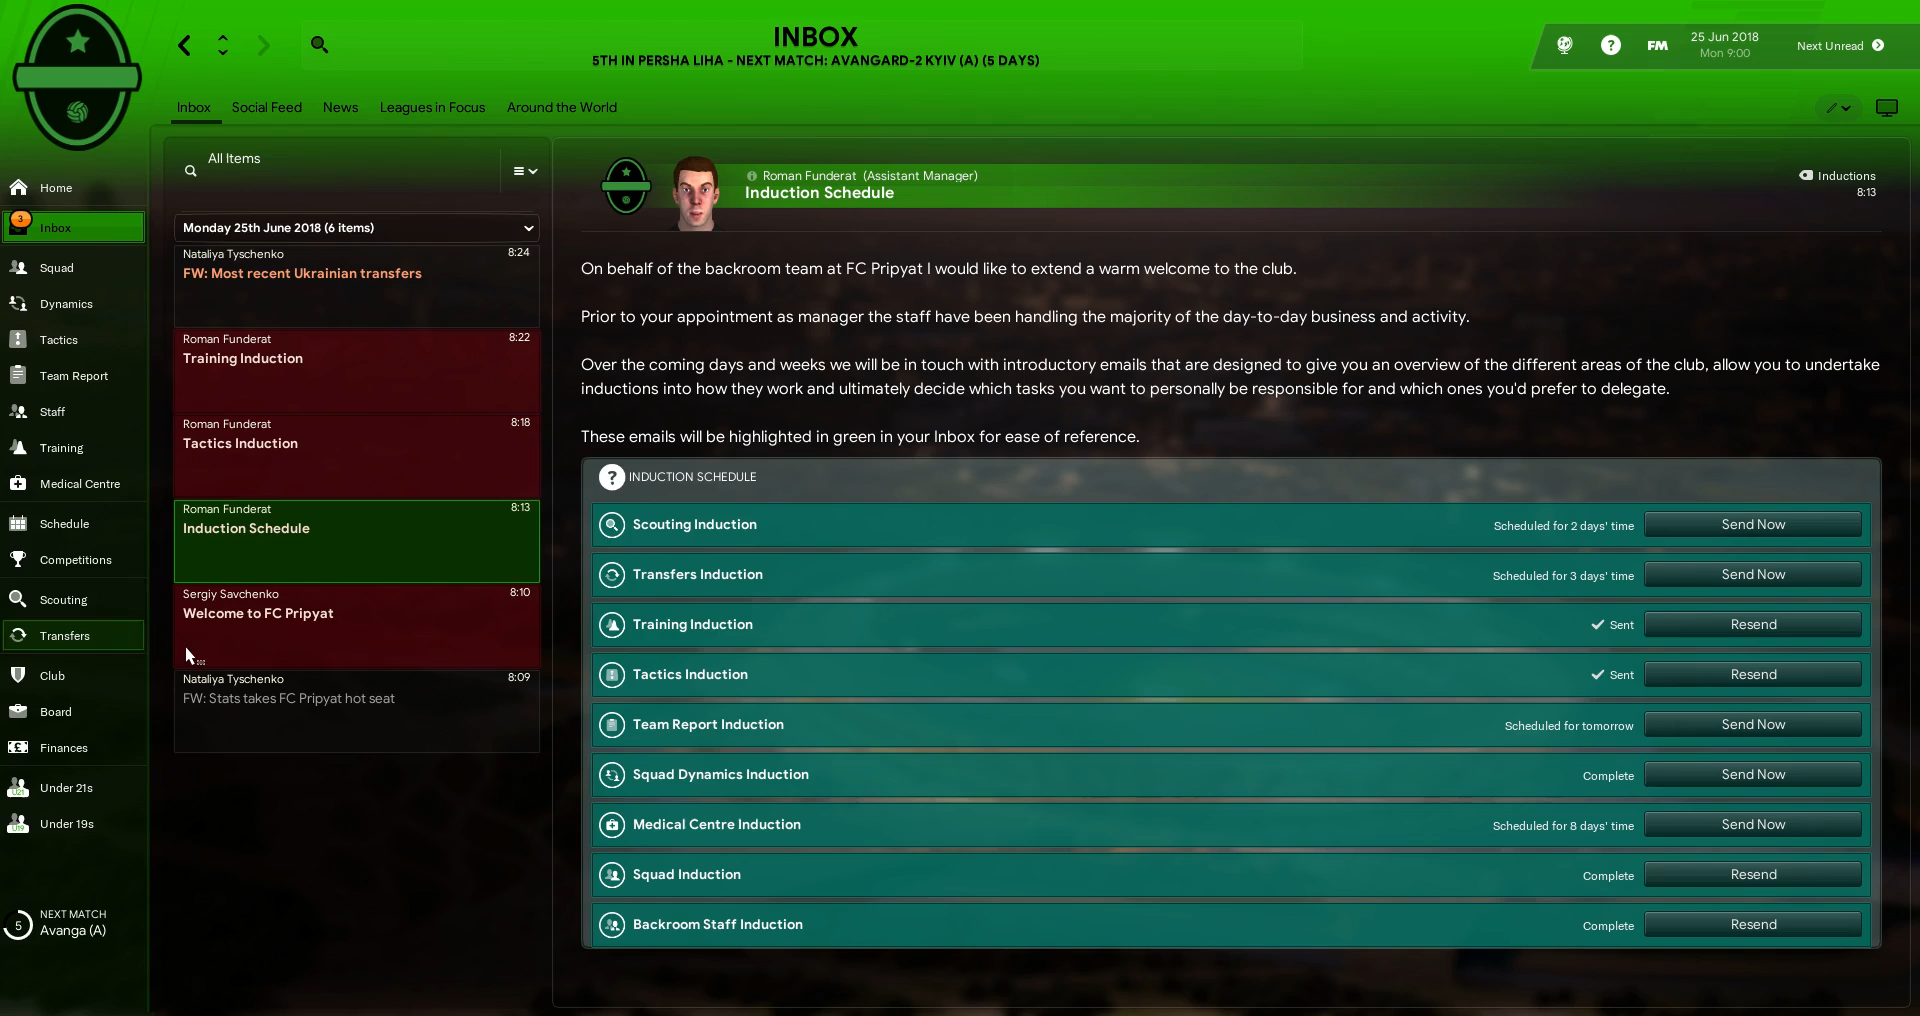 INBOX
5TH IN PERSHA LIHA - NEXT MATCH: AVANGARD-2 KYIV (A) (5 DAYS)
FM
25 Jun 2018
Mon 9:00
Next Unread
Inbox
Social Feed
News
Leagues in Focus
Around the World
Home
3
Inbox
Squad
Dynamics
Tactics
Team Report
Staff
Training
Medical Centre
Schedule
Competitions
Scouting
Transfers
Club
Board
Finances
U21
Under 21s
U19
Under 19s
5
NEXT MATCH
Avanga (A)
All Items
Monday 25th June 2018 (6 items)
Nataliya Tyschenko 8:24
FW: Most recent Ukrainian transfers
Roman Funderat 8:22
Training Induction
Roman Funderat 8:18
Tactics Induction
Roman Funderat 8:13
Induction Schedule
Sergiy Savchenko 8:10
Welcome to FC Pripyat
Nataliya Tyschenko 8:09
FW: Stats takes FC Pripyat hot seat
Roman Funderat (Assistant Manager)
Induction Schedule
Inductions
8:13
On behalf of the backroom team at FC Pripyat I would like to extend a warm welcome to the club.
Prior to your appointment as manager the staff have been handling the majority of the day-to-day business and activity.
Over the coming days and weeks we will be in touch with introductory emails that are designed to give you an overview of the different areas of the club, allow you to undertake
inductions into how they work and ultimately decide which tasks you want to personally be responsible for and which ones you'd prefer to delegate.
These emails will be highlighted in green in your Inbox for ease of reference.
? INDUCTION SCHEDULE
Scouting Induction Scheduled for 2 days' time Send Now
Transfers Induction Scheduled for 3 days' time Send Now
Training Induction Sent Resend
Tactics Induction Sent Resend
Team Report Induction Scheduled for tomorrow Send Now
Squad Dynamics Induction Complete Send Now
Medical Centre Induction Scheduled for 8 days' time Send Now
Squad Induction Complete Resend
Backroom Staff Induction Complete Resend